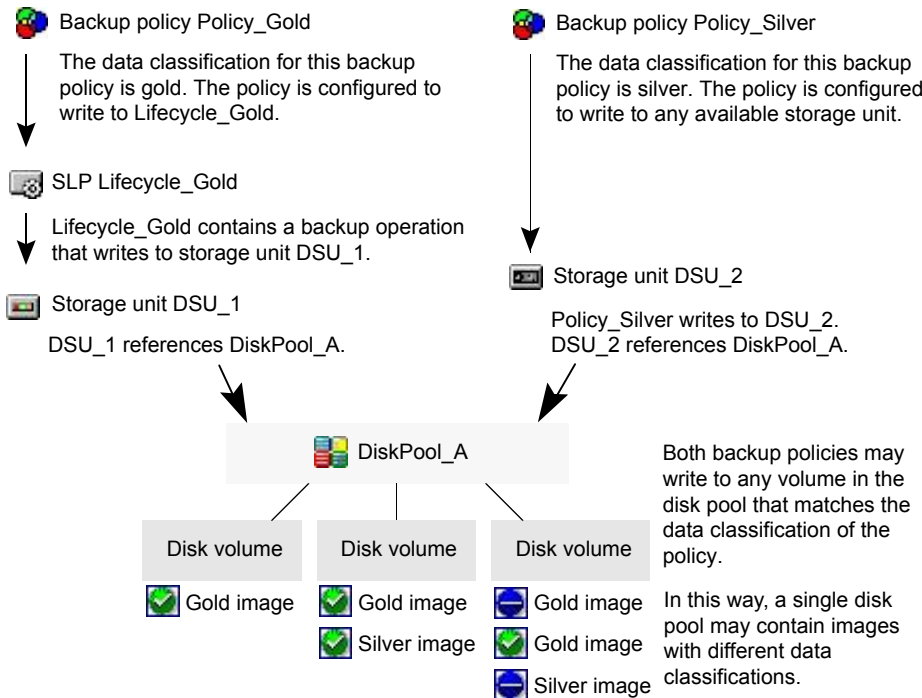 Backup policy Policy_Gold
The data classification for this backup
policy is gold. The policy is configured to
write to Lifecycle_Gold.
SLP Lifecycle_Gold
Lifecycle_Gold contains a backup operation
that writes to storage unit DSU_1.
Storage unit DSU_1
DSU_1 references DiskPool_A.
Backup policy Policy_Silver
The data classification for this backup
policy is silver. The policy is configured
to write to any available storage unit.
Storage unit DSU_2
Policy_Silver writes to DSU_2.
DSU_2 references DiskPool_A.
DiskPool_A
Disk volume
Gold image
Disk volume
Gold image
Silver image
Disk volume
Gold image
Gold image
Silver image
Both backup policies may
write to any volume in the
disk pool that matches the
data classification of the
policy.
In this way, a single disk
pool may contain images
with different data
classifications.